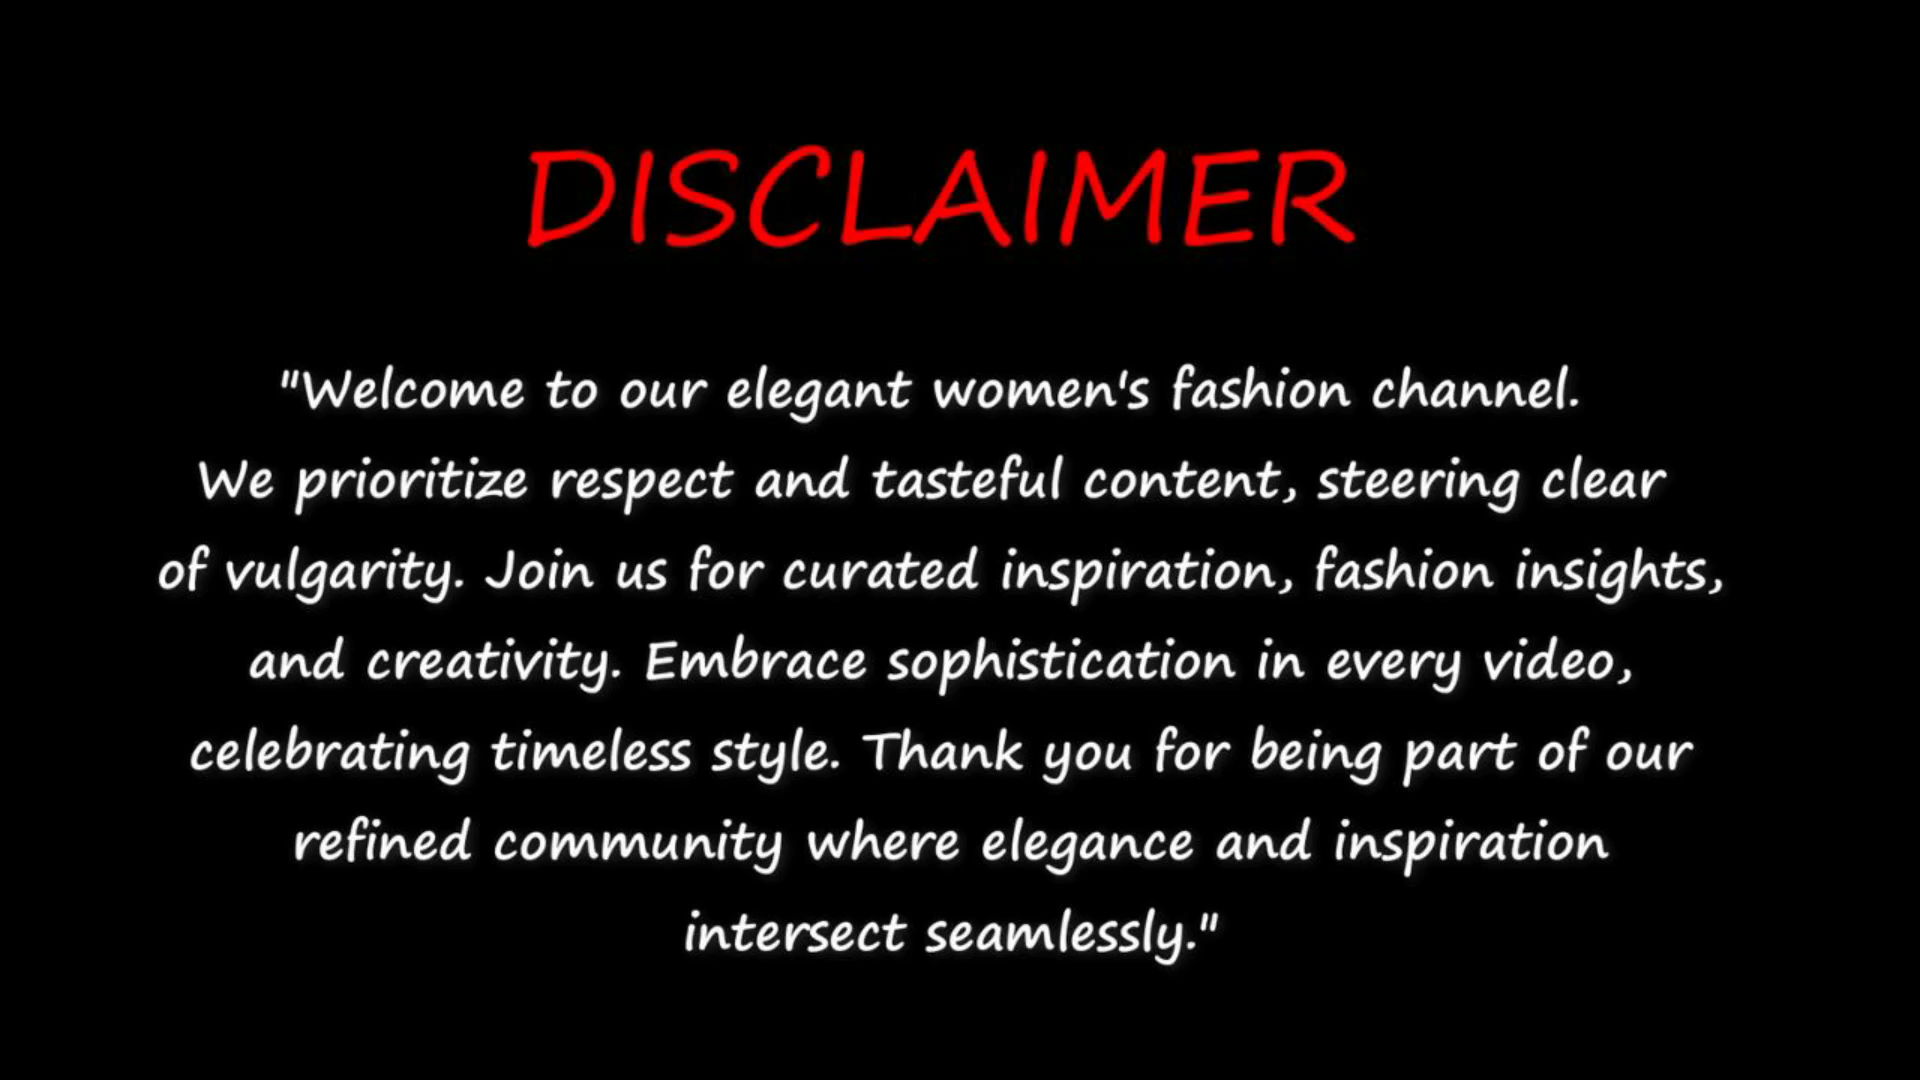 DISCLAIMER
"Welcome to our elegant women's fashion channel.
We prioritize respect and tasteful content, steering clear
of vulgarity. Join us for curated inspiration, fashion insights,
and creativity. Embrace sophistication in every video,
celebrating timeless style. Thank you for being part of our
refined community where elegance and inspiration
intersect seamlessly."